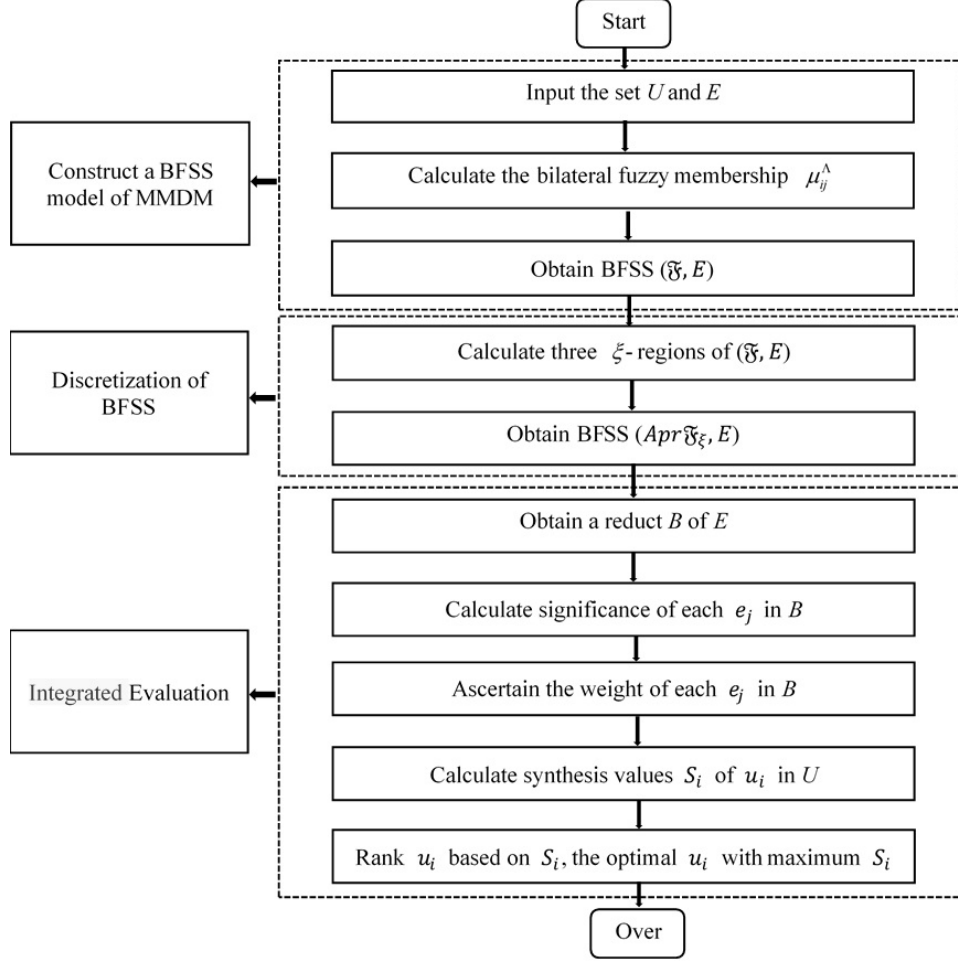 Start
Input the set U and E
Construct a BFSS
model of MMDM
Calculate the bilateral fuzzy membership μ_{ij}^Λ
Obtain BFSS (𝔉, E)
Calculate three ξ- regions of (𝔉, E)
Discretization of
BFSS
Obtain BFSS (Apr𝔉_ξ, E)
Obtain a reduct B of E
Calculate significance of each e_j in B
Integrated Evaluation
Ascertain the weight of each e_j in B
Calculate synthesis values S_i of u_i in U
Rank u_i based on S_i, the optimal u_i with maximum S_i
Over